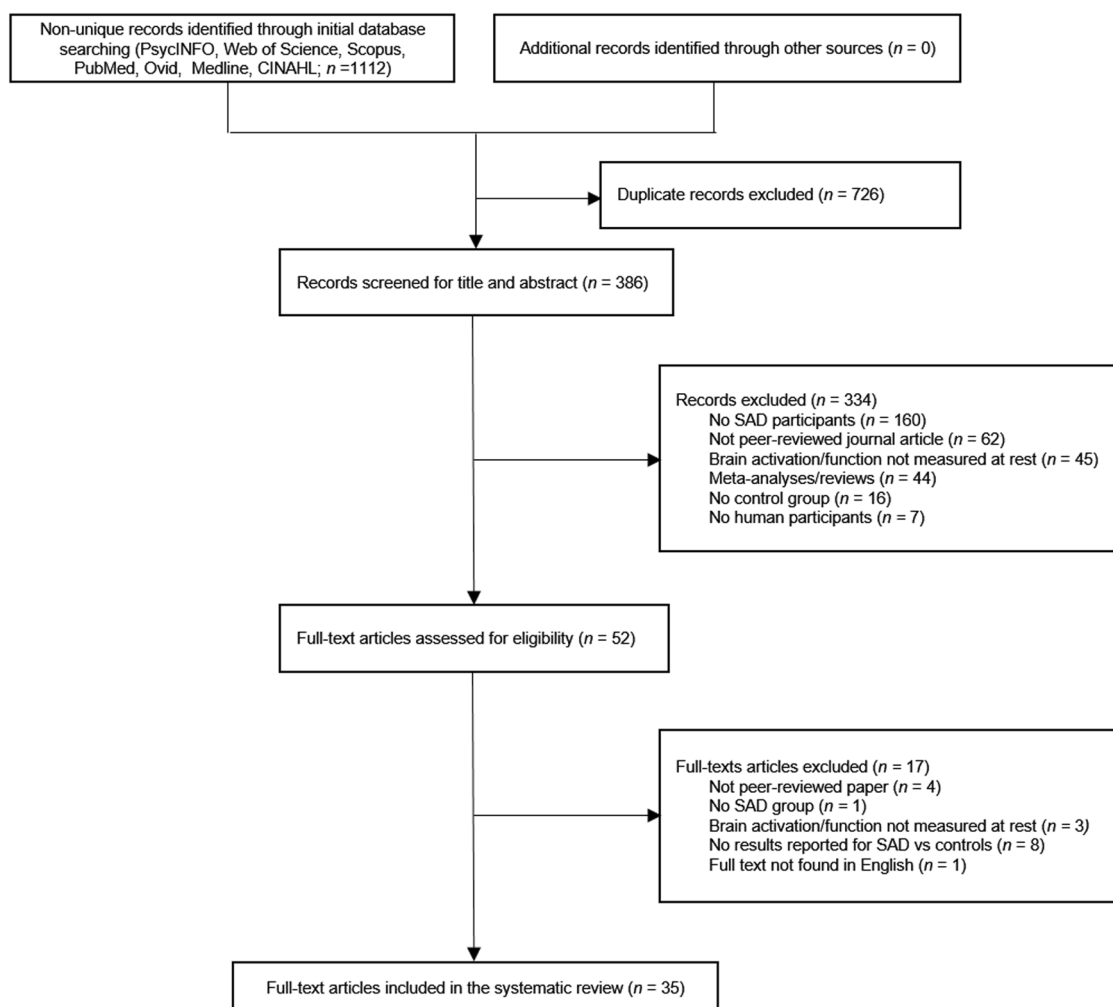 Non-unique records identified through initial database
searching (PsycINFO, Web of Science, Scopus,
PubMed, Ovid, Medline, CINAHL; n =1112)
Additional records identified through other sources (n = 0)
Duplicate records excluded (n = 726)
Records screened for title and abstract (n = 386)
Records excluded (n = 334)
No SAD participants (n = 160)
Not peer-reviewed journal article (n = 62)
Brain activation/function not measured at rest (n = 45)
Meta-analyses/reviews (n = 44)
No control group (n = 16)
No human participants (n = 7)
Full-text articles assessed for eligibility (n = 52)
Full-texts articles excluded (n = 17)
Not peer-reviewed paper (n = 4)
No SAD group (n = 1)
Brain activation/function not measured at rest (n = 3)
No results reported for SAD vs controls (n = 8)
Full text not found in English (n = 1)
Full-text articles included in the systematic review (n = 35)